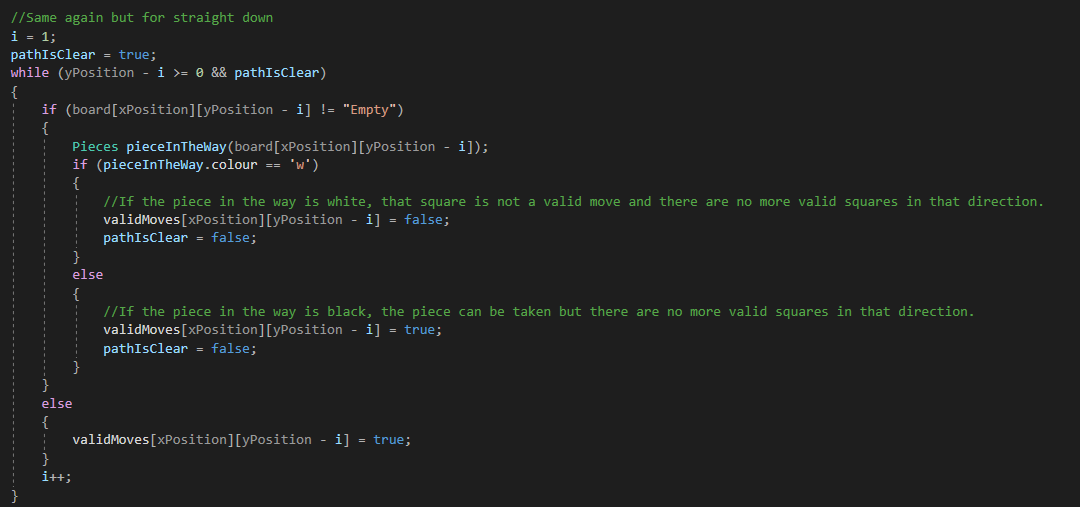 //Same again but for straight down
i = 1;
pathIsClear = true;
while (yPosition - i >= 0 && pathIsClear)
{
    if (board[xPosition][yPosition - i] != "Empty")
    {
        Pieces pieceInTheWay(board[xPosition][yPosition - i]);
        if (pieceInTheWay.colour == 'w')
        {
            //If the piece in the way is white, that square is not a valid move and there are no more valid squares in that direction.
            validMoves[xPosition][yPosition - i] = false;
            pathIsClear = false;
        }
        else
        {
            //If the piece in the way is black, the piece can be taken but there are no more valid squares in that direction.
            validMoves[xPosition][yPosition - i] = true;
            pathIsClear = false;
        }
    }
    else
    {
        validMoves[xPosition][yPosition - i] = true;
    }
    i++;
}